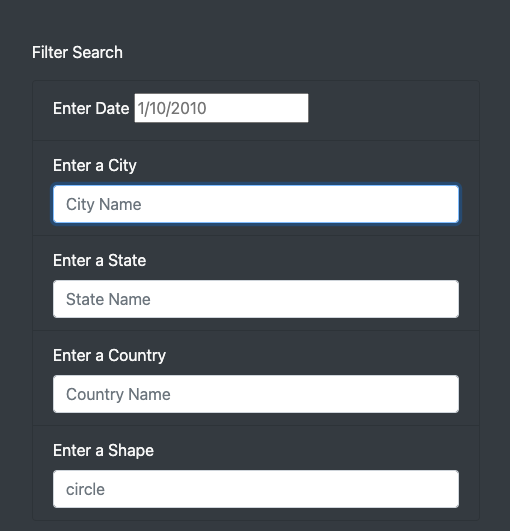 Filter Search
Enter Date 1/10/2010
Enter a City
City Name
Enter a State
State Name
Enter a Country
Country Name
Enter a Shape
circle